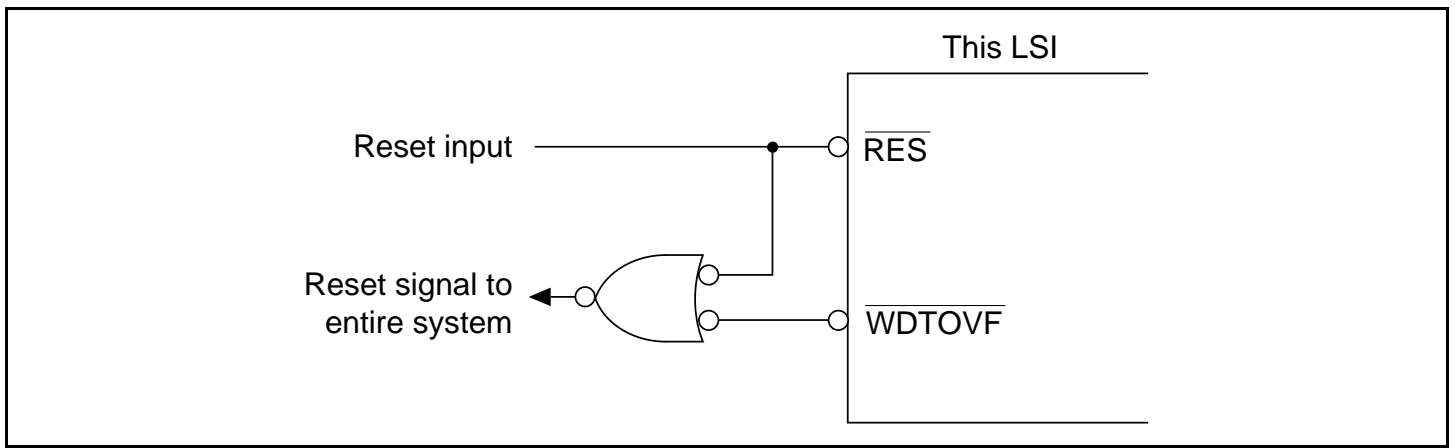 This LSI
Reset input
RES
Reset signal to
entire system
WDTOVF